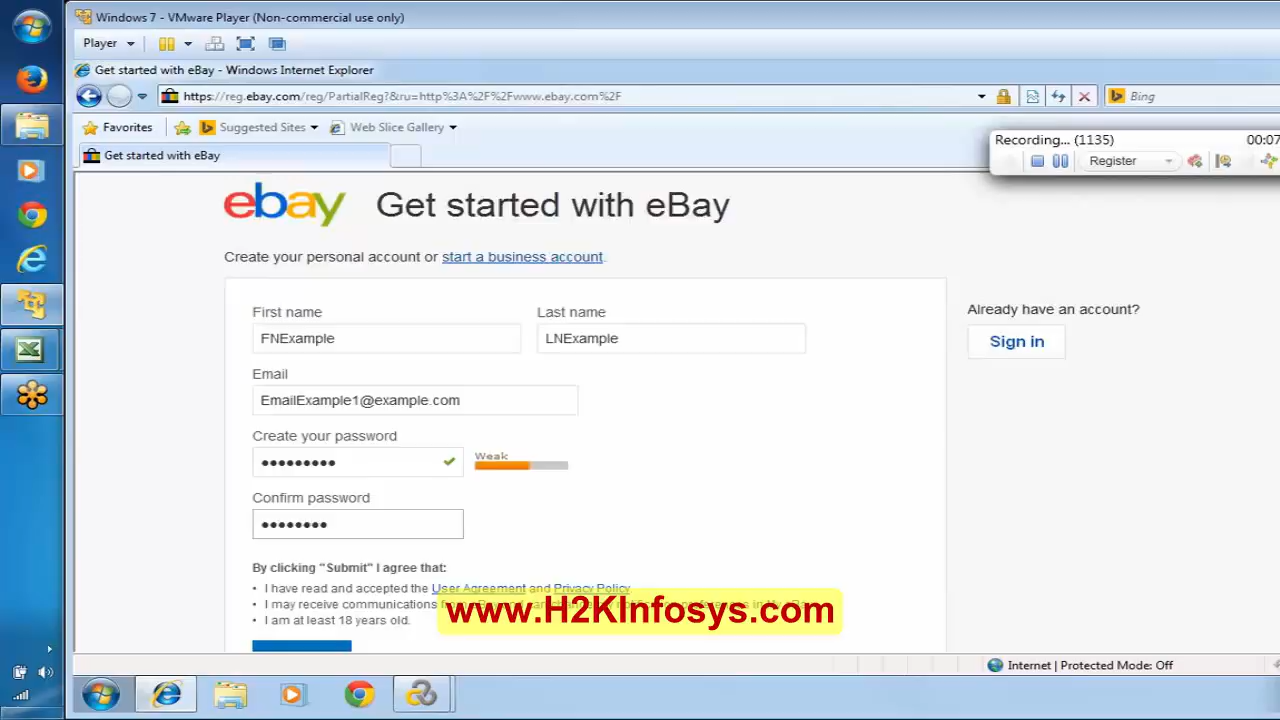 Windows 7 - VMware Player (Non-commercial use only)
Player
Get started with eBay - Windows Internet Explorer
https://reg.ebay.com/reg/PartialReg?&ru=http%3A%2F%2Fwww.ebay.com%2F
Bing
Favorites Suggested Sites Web Slice Gallery
Recording... (1135) 00:07
Get started with eBay
Register
ebay Get started with eBay
Create your personal account or start a business account.
First name Last name
Already have an account?
FNExample LNExample
Sign in
Email
EmailExample1@example.com
Create your password
●●●●●●●●● Weak
Confirm password
●●●●●●●●
By clicking "Submit" I agree that:
• I have read and accepted the User Agreement and Privacy Policy.
• I may receive communications
• I am at least 18 years old.
www.H2KInfosys.com
Internet | Protected Mode: Off